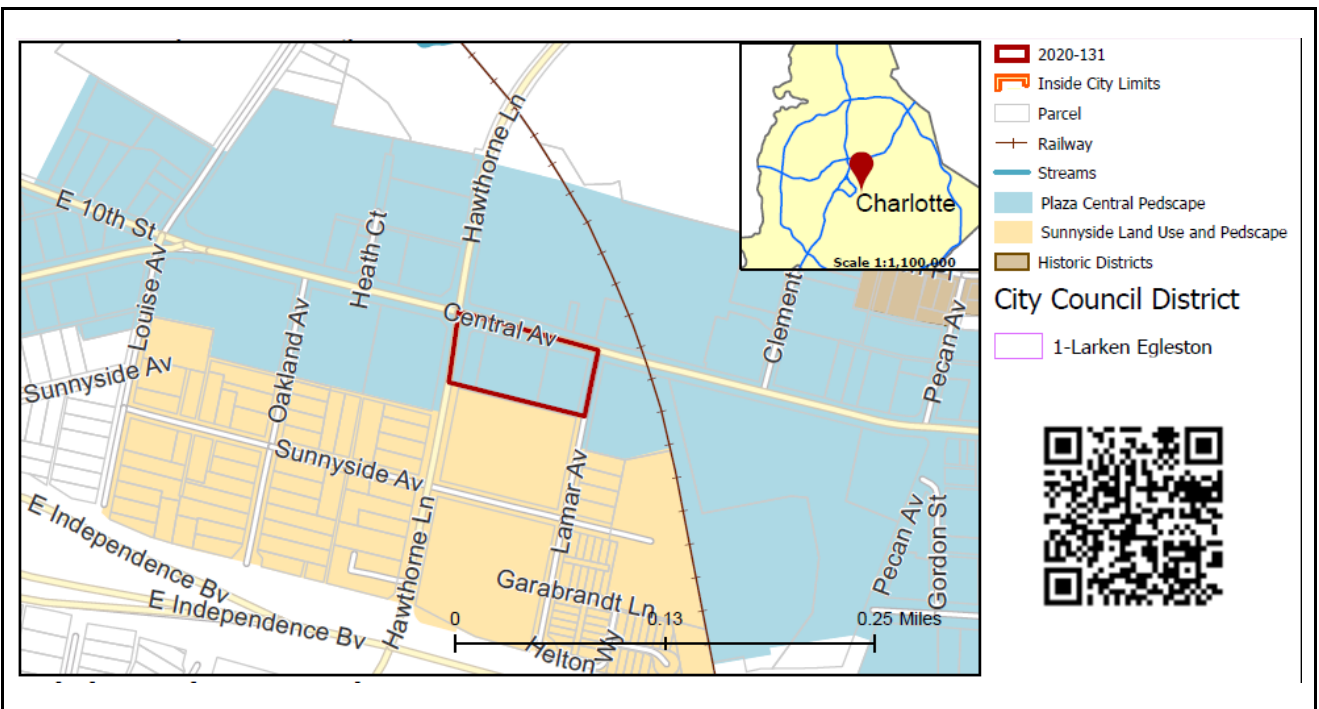 2020-131
Inside City Limits
Parcel
Railway
Streams
Plaza Central Pedscape
Sunnyside Land Use and Pedscape
Historic Districts
City Council District
1-Larken Egleston
Charlotte
Scale 1:1,100,000
E 10th St
Louise Av
Heath Ct
Hawthorne Ln
Central Av
Clement
Pecan Av
Sunnyside Av
Oakland Av
Sunnyside Av
Hawthorne Ln
Lamar Av
Pecan Av
Gordon St
E Independence Bv
E Independence Bv
Garabrandt Ln
Helton Wy
0 0.13 0.25 Miles